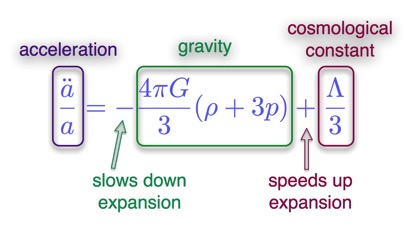 cosmological
constant
acceleration
gravity
ä/a = − 4πG/3 (ρ + 3p) + Λ/3
slows down
expansion
speeds up
expansion